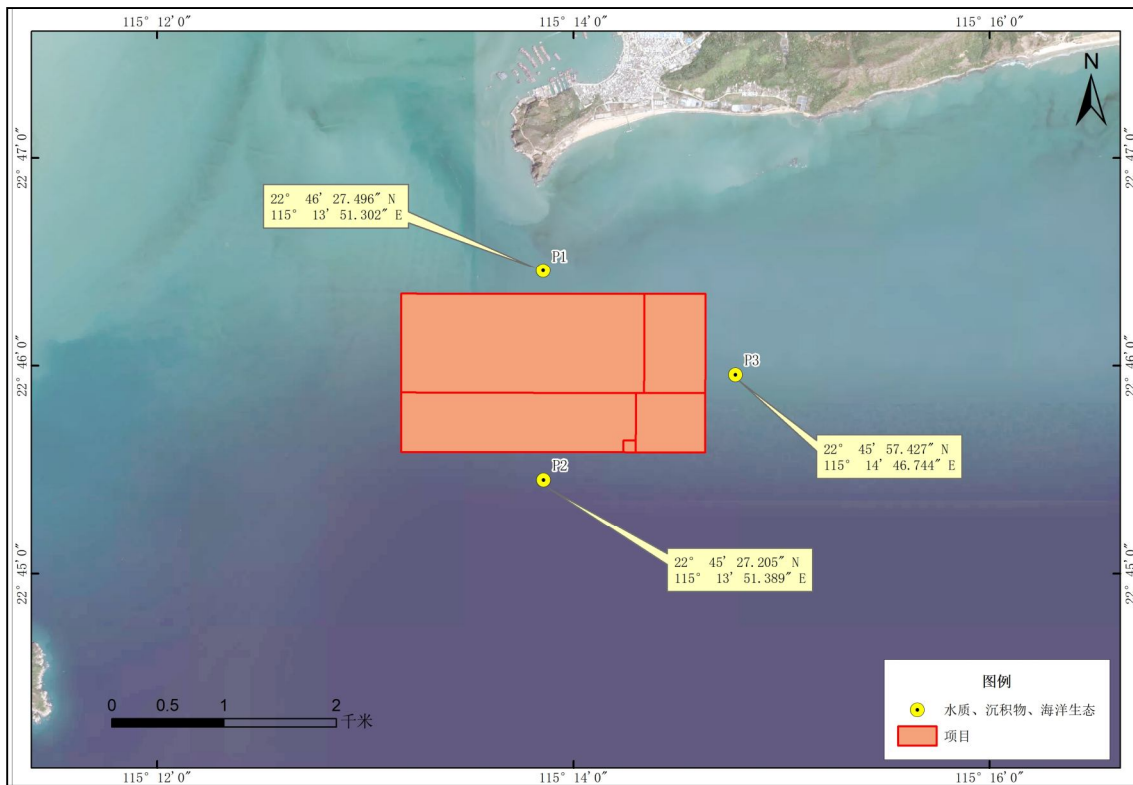 115° 12′0″
115° 14′0″
115° 16′0″
N
22° 47′0″
22° 47′0″
22° 46′ 27.496″ N
115° 13′ 51.302″ E
P1
22° 46′0″
22° 46′0″
P3
22° 45′ 57.427″ N
115° 14′ 46.744″ E
P2
22° 45′ 27.205″ N
115° 13′ 51.389″ E
22° 45′0″
22° 45′0″
图例
水质、沉积物、海洋生态
项目
0 0.5 1 2
千米
115° 12′0″
115° 14′0″
115° 16′0″